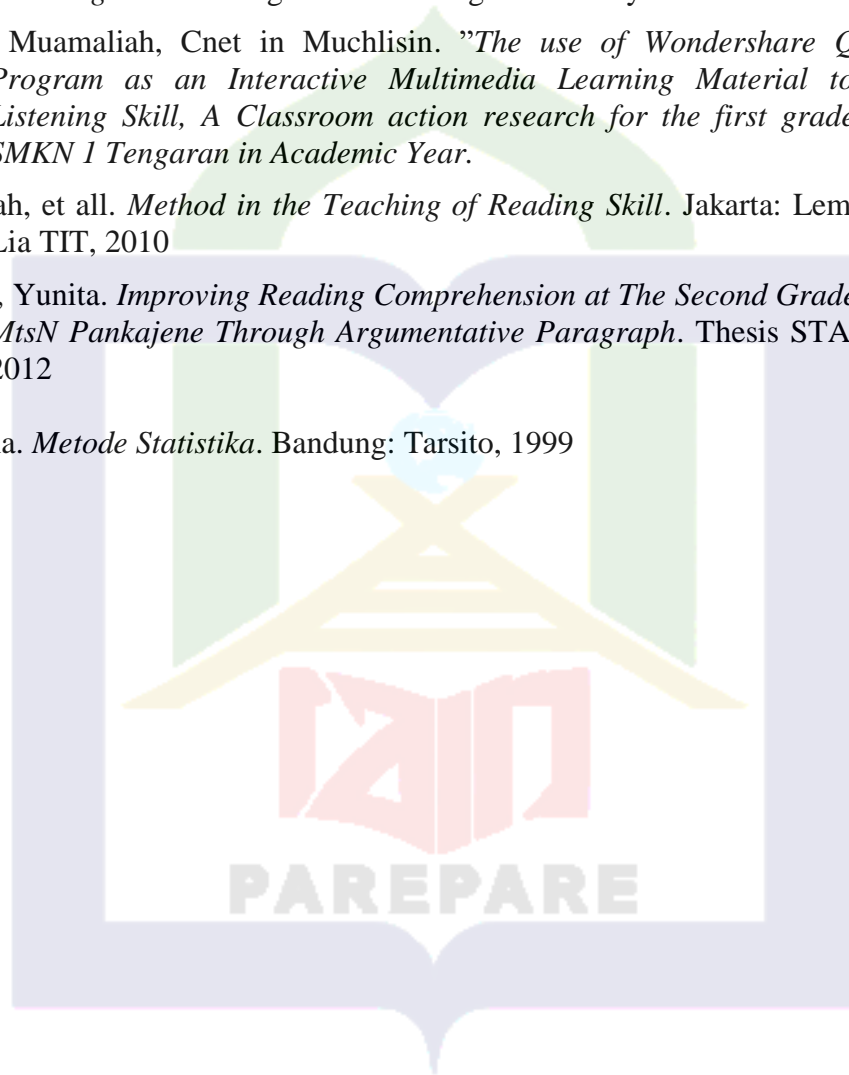 Muamaliah, Cnet in Muchlisin. ”The use of Wondershare Q
Program as an Interactive Multimedia Learning Material to
Listening Skill, A Classroom action research for the first grade
SMKN 1 Tengaran in Academic Year.
ah, et all. Method in the Teaching of Reading Skill. Jakarta: Lem
Lia TIT, 2010
, Yunita. Improving Reading Comprehension at The Second Grade
MtsN Pankajene Through Argumentative Paragraph. Thesis STA
2012
a. Metode Statistika. Bandung: Tarsito, 1999
PAREPARE